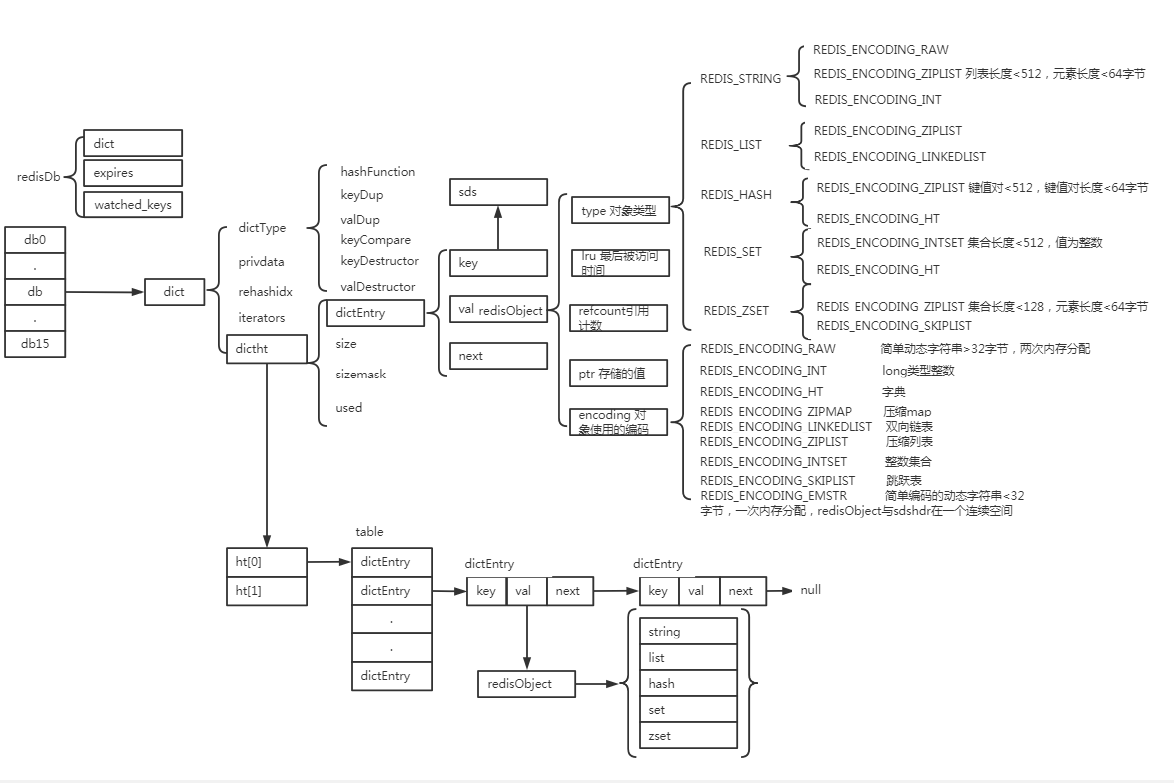 redisDb
dict
expires
watched_keys
db0
.
db
.
db15
dict
dictType
privdata
rehashidx
iterators
dictht
hashFunction
keyDup
valDup
keyCompare
keyDestructor
valDestructor
dictEntry
size
sizemask
used
sds
key
val redisObject
next
type 对象类型
lru 最后被访问
时间
refcount引用
计数
ptr 存储的值
encoding 对
象使用的编码
REDIS_STRING
REDIS_ENCODING_RAW
REDIS_ENCODING_ZIPLIST 列表长度<512，元素长度<64字节
REDIS_ENCODING_INT
REDIS_LIST
REDIS_ENCODING_ZIPLIST
REDIS_ENCODING_LINKEDLIST
REDIS_HASH
REDIS_ENCODING_ZIPLIST 键值对<512，键值对长度<64字节
REDIS_ENCODING_HT
REDIS_SET
REDIS_ENCODING_INTSET 集合长度<512，值为整数
REDIS_ENCODING_HT
REDIS_ZSET
REDIS_ENCODING_ZIPLIST 集合长度<128，元素长度<64字节
REDIS_ENCODING_SKIPLIST
REDIS_ENCODING_RAW 简单动态字符串>32字节，两次内存分配
REDIS_ENCODING_INT long类型整数
REDIS_ENCODING_HT 字典
REDIS_ENCODING_ZIPMAP 压缩map
REDIS_ENCODING_LINKEDLIST 双向链表
REDIS_ENCODING_ZIPLIST 压缩列表
REDIS_ENCODING_INTSET 整数集合
REDIS_ENCODING_SKIPLIST 跳跃表
REDIS_ENCODING_EMSTR 简单编码的动态字符串<32
字节，一次内存分配，redisObject与sdshdr在一个连续空间
ht[0]
ht[1]
table
dictEntry
dictEntry
.
.
dictEntry
dictEntry
key val next
dictEntry
key val next
null
redisObject
string
list
hash
set
zset